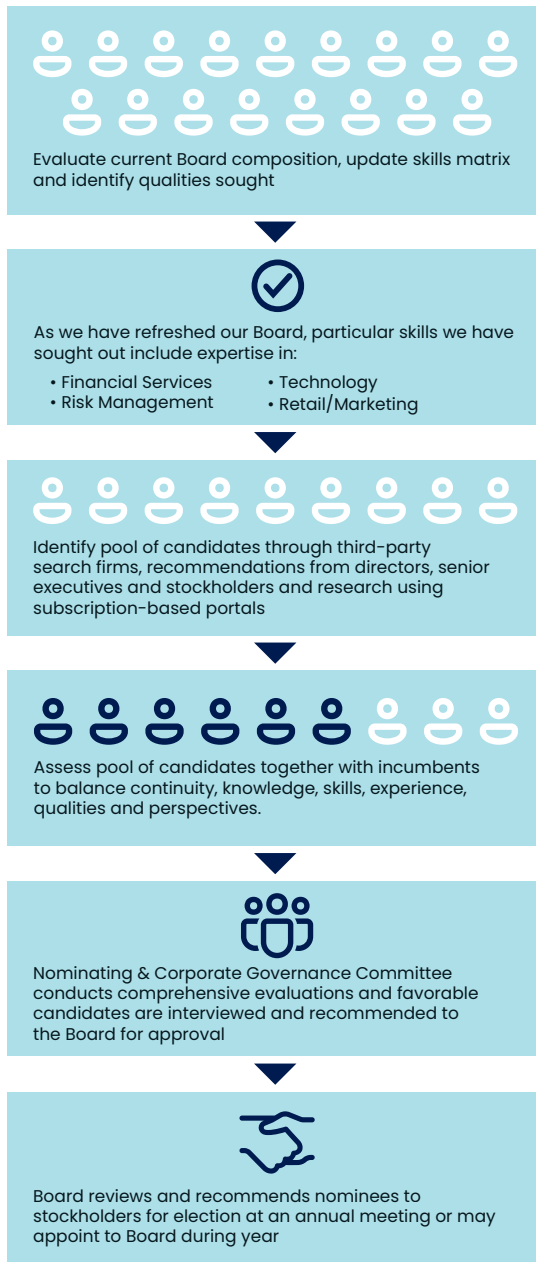 Evaluate current Board composition, update skills matrix
and identify qualities sought
As we have refreshed our Board, particular skills we have
sought out include expertise in:
• Financial Services
• Risk Management
• Technology
• Retail/Marketing
Identify pool of candidates through third-party
search firms, recommendations from directors, senior
executives and stockholders and research using
subscription-based portals
Assess pool of candidates together with incumbents
to balance continuity, knowledge, skills, experience,
qualities and perspectives.
Nominating & Corporate Governance Committee
conducts comprehensive evaluations and favorable
candidates are interviewed and recommended to
the Board for approval
Board reviews and recommends nominees to
stockholders for election at an annual meeting or may
appoint to Board during year